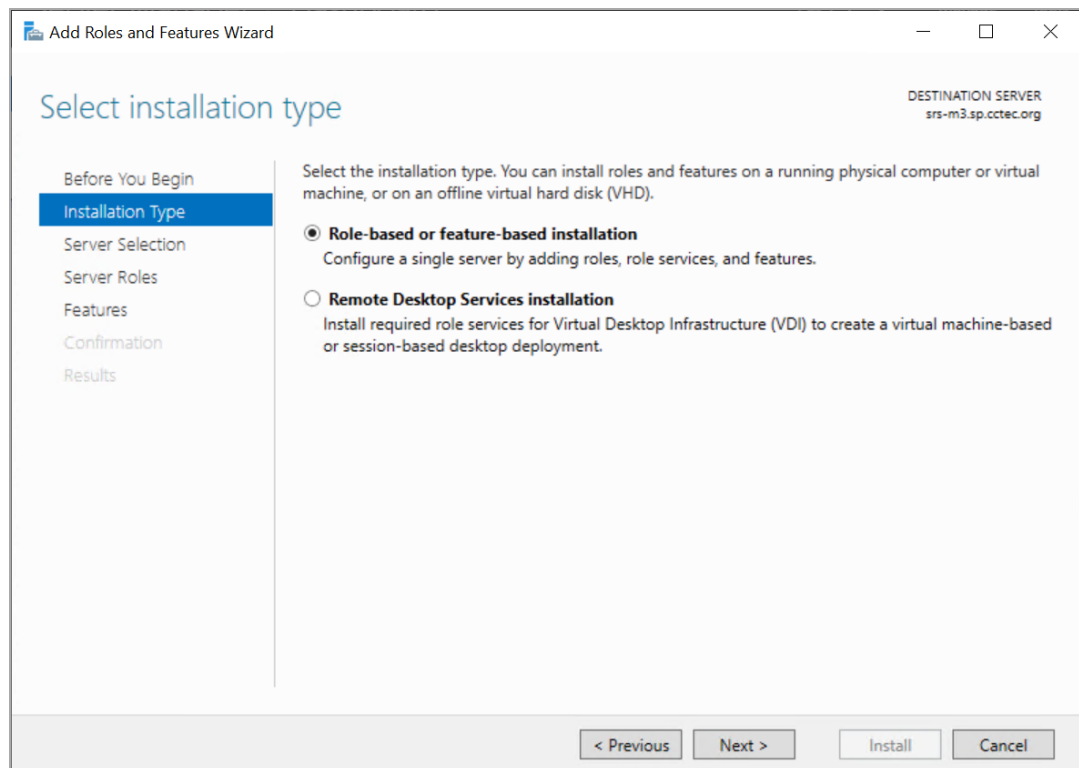 Add Roles and Features Wizard
Select installation type
DESTINATION SERVER
srs-m3.sp.cctec.org
Before You Begin
Installation Type
Server Selection
Server Roles
Features
Confirmation
Results
Select the installation type. You can install roles and features on a running physical computer or virtual
machine, or on an offline virtual hard disk (VHD).
Role-based or feature-based installation
Configure a single server by adding roles, role services, and features.
Remote Desktop Services installation
Install required role services for Virtual Desktop Infrastructure (VDI) to create a virtual machine-based
or session-based desktop deployment.
< Previous
Next >
Install
Cancel